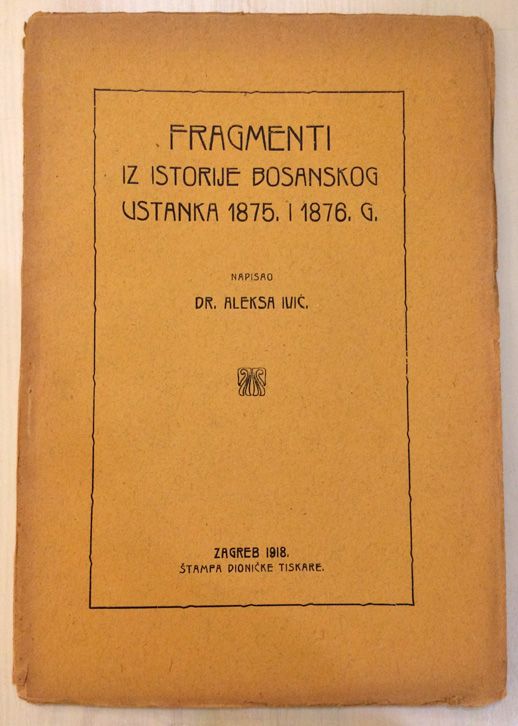 FRAGMENTI
IZ ISTORIJE BOSANSKOG
USTANKA 1875. I 1876. G.
NAPISAO
DR. ALEKSA IVIĆ.
ZAGREB 1918.
ŠTAMPA DIONIČKE TISKARE.